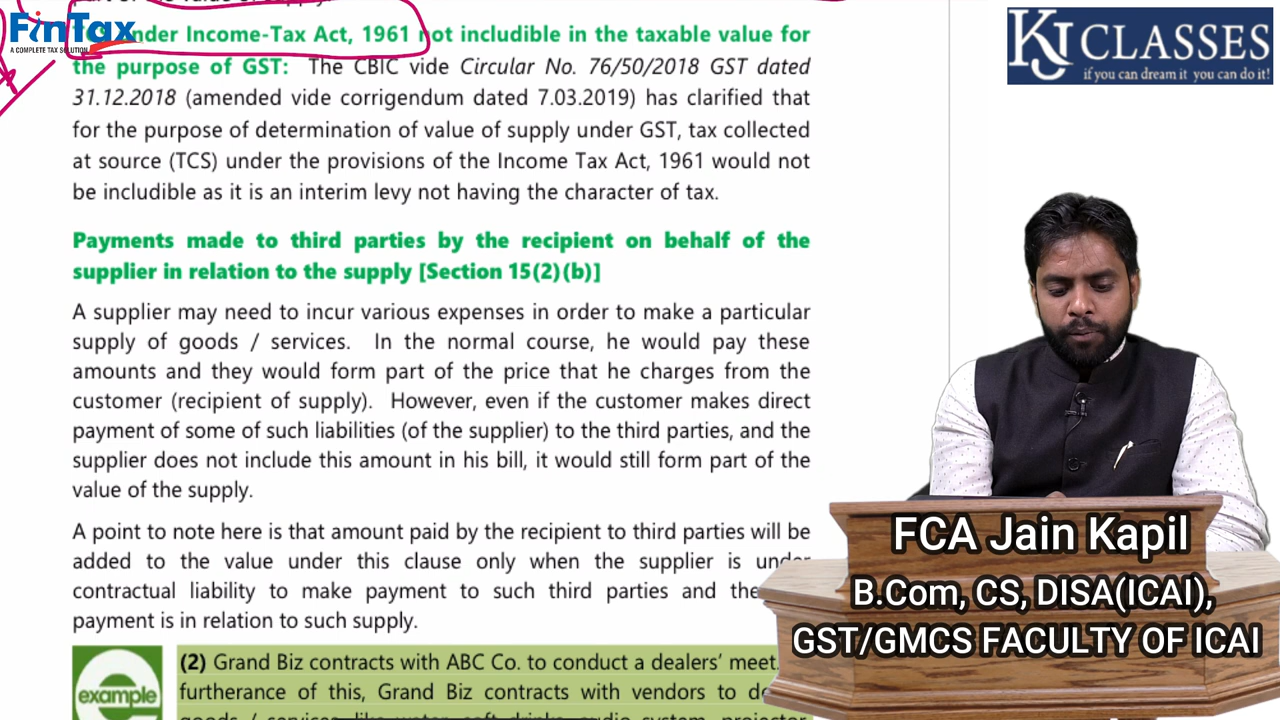 FinTax
A COMPLETE TAX SOLUTION
under Income-Tax Act, 1961 not includible in the taxable value for
the purpose of GST: The CBIC vide Circular No. 76/50/2018 GST dated
31.12.2018 (amended vide corrigendum dated 7.03.2019) has clarified that
for the purpose of determination of value of supply under GST, tax collected
at source (TCS) under the provisions of the Income Tax Act, 1961 would not
be includible as it is an interim levy not having the character of tax.
Payments made to third parties by the recipient on behalf of the
supplier in relation to the supply [Section 15(2)(b)]
A supplier may need to incur various expenses in order to make a particular
supply of goods / services. In the normal course, he would pay these
amounts and they would form part of the price that he charges from the
customer (recipient of supply). However, even if the customer makes direct
payment of some of such liabilities (of the supplier) to the third parties, and the
supplier does not include this amount in his bill, it would still form part of the
value of the supply.
A point to note here is that amount paid by the recipient to third parties will be
added to the value under this clause only when the supplier is under
contractual liability to make payment to such third parties and the
payment is in relation to such supply.
example
(2) Grand Biz contracts with ABC Co. to conduct a dealers' meet.
furtherance of this, Grand Biz contracts with vendors to
goods / services like water, soft drinks, audio system, projector,
KJ CLASSES
if you can dream it you can do it!
FCA Jain Kapil
B.Com, CS, DISA(ICAI),
GST/GMCS FACULTY OF ICAI